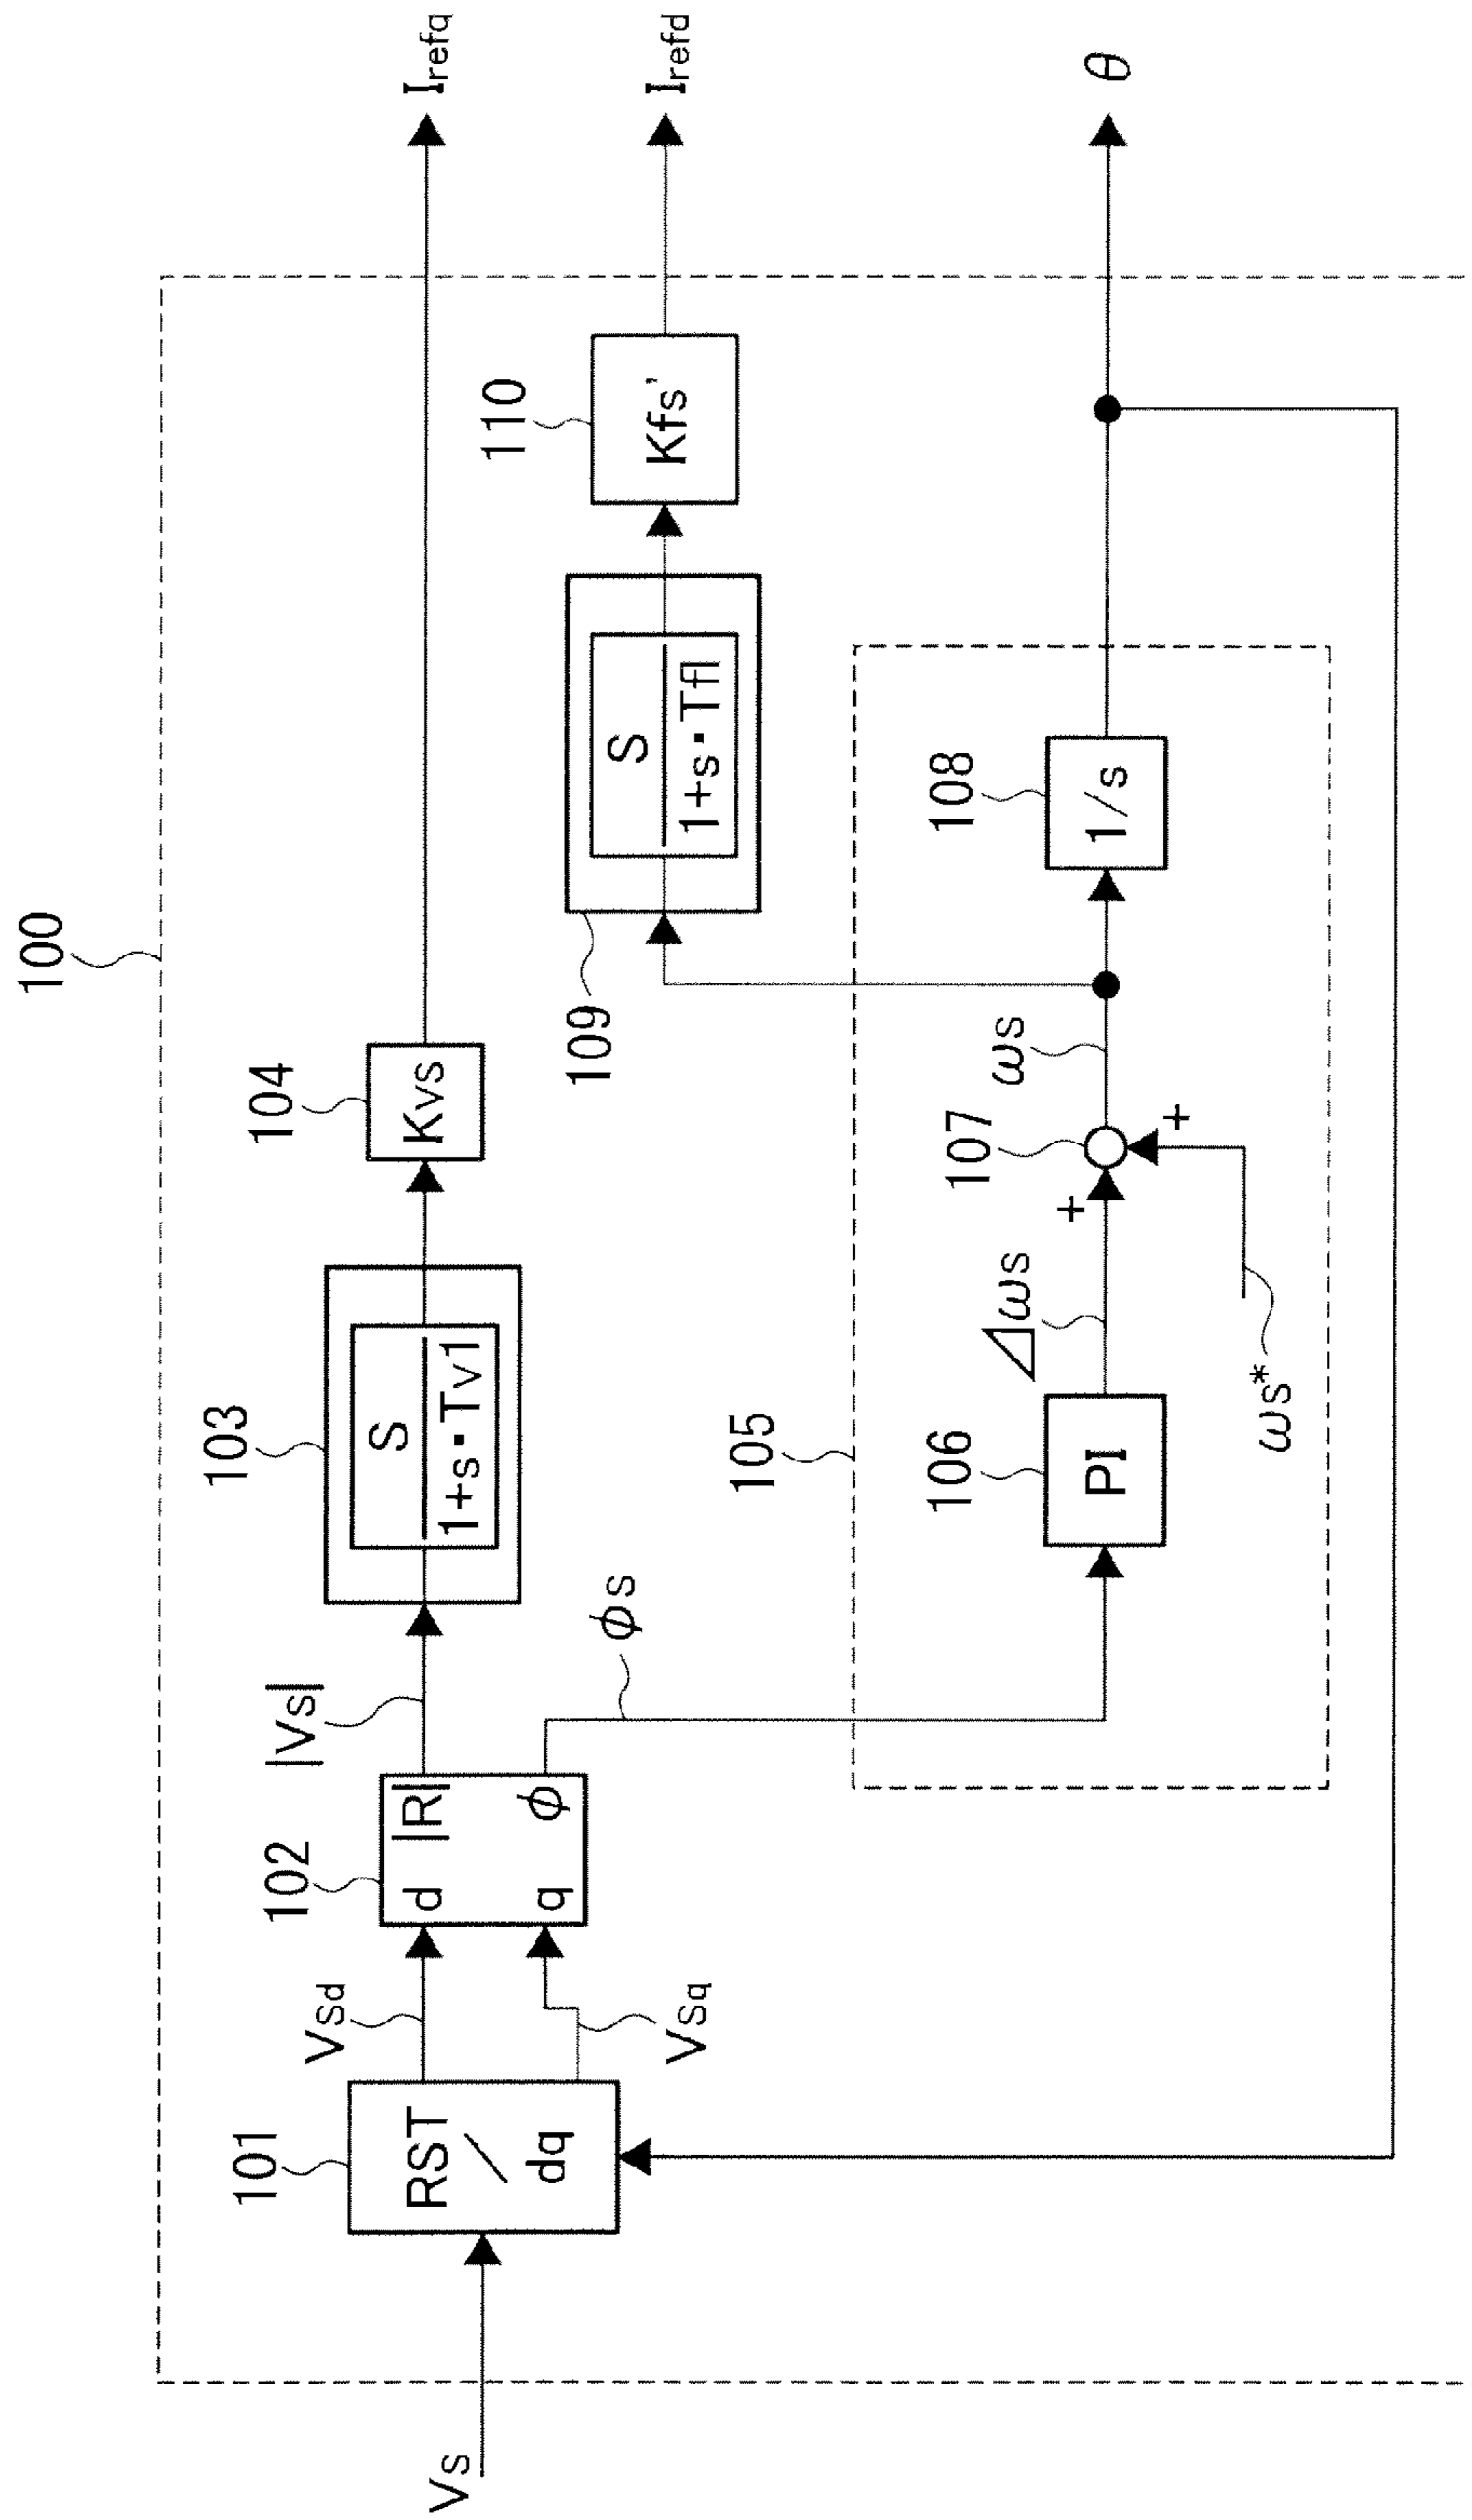 100
Vs
101
RST
/
dq
VSd
VSq
102
d |R|
q ϕ
|Vs|
ϕs
103
S
1+s・Tv1
104
Kvs
Irefq
109
S
1+s・Tfl
110
Kfs'
Irefd
105
106
PI
Δωs
+
ωs*
+
107
ωs
108
1/s
θ